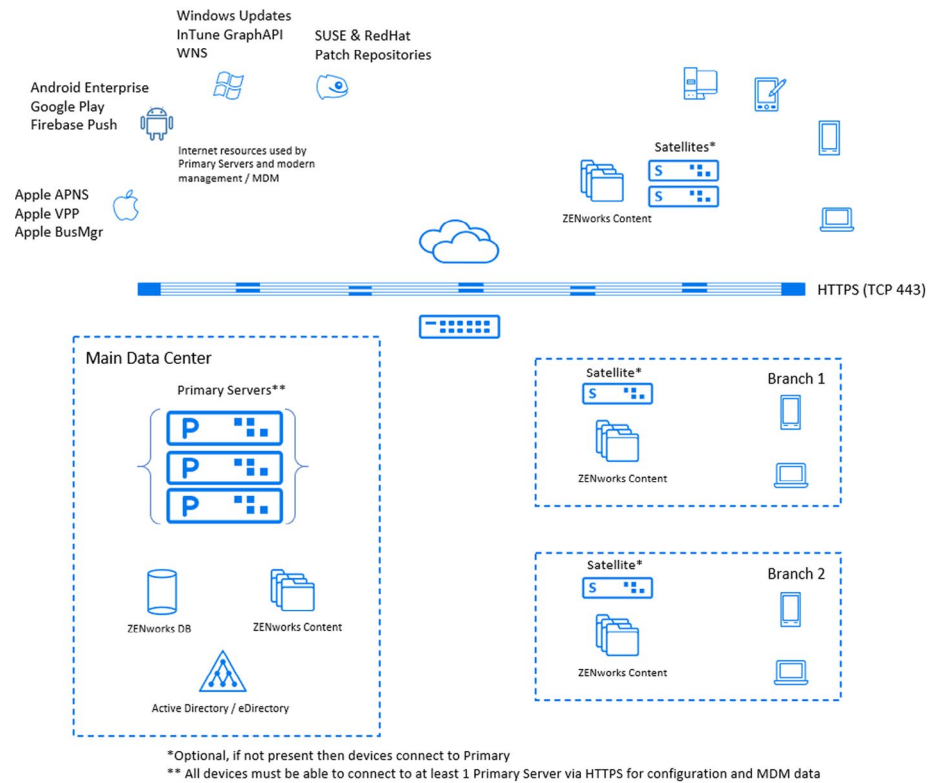 Windows Updates
InTune GraphAPI
WNS
SUSE & RedHat
Patch Repositories
Android Enterprise
Google Play
Firebase Push
Internet resources used by
Primary Servers and modern
management / MDM
Apple APNS
Apple VPP
Apple BusMgr
Satellites*
S
S
ZENworks Content
HTTPS (TCP 443)
Main Data Center
Primary Servers**
P
P
P
ZENworks DB
ZENworks Content
Active Directory / eDirectory
Satellite*
Branch 1
S
ZENworks Content
Satellite*
Branch 2
S
ZENworks Content
*Optional, if not present then devices connect to Primary
** All devices must be able to connect to at least 1 Primary Server via HTTPS for configuration and MDM data